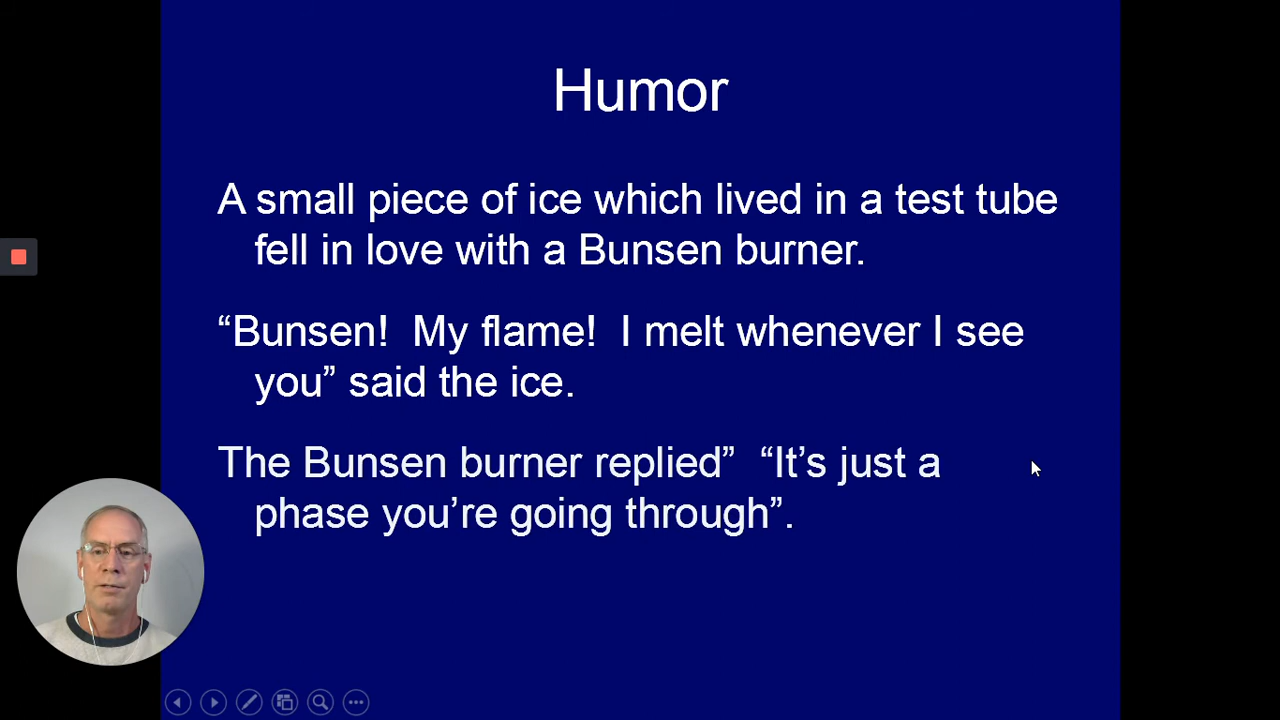 Humor
A small piece of ice which lived in a test tube
fell in love with a Bunsen burner.
“Bunsen!  My flame!  I melt whenever I see
you” said the ice.
The Bunsen burner replied”  “It’s just a
phase you’re going through”.